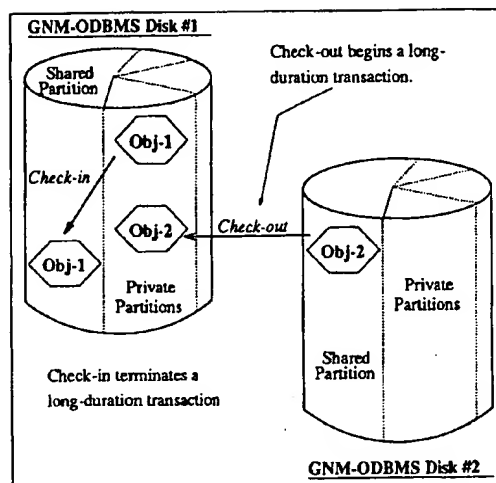 GNM-ODBMS Disk #1
Check-out begins a long-
duration transaction.
Shared
Partition
Obj-1
Check-in
Obj-2
Check-out
Obj-2
Obj-1
Private
Partitions
Private
Partitions
Shared
Partition
Check-in terminates a
long-duration transaction
GNM-ODBMS Disk #2